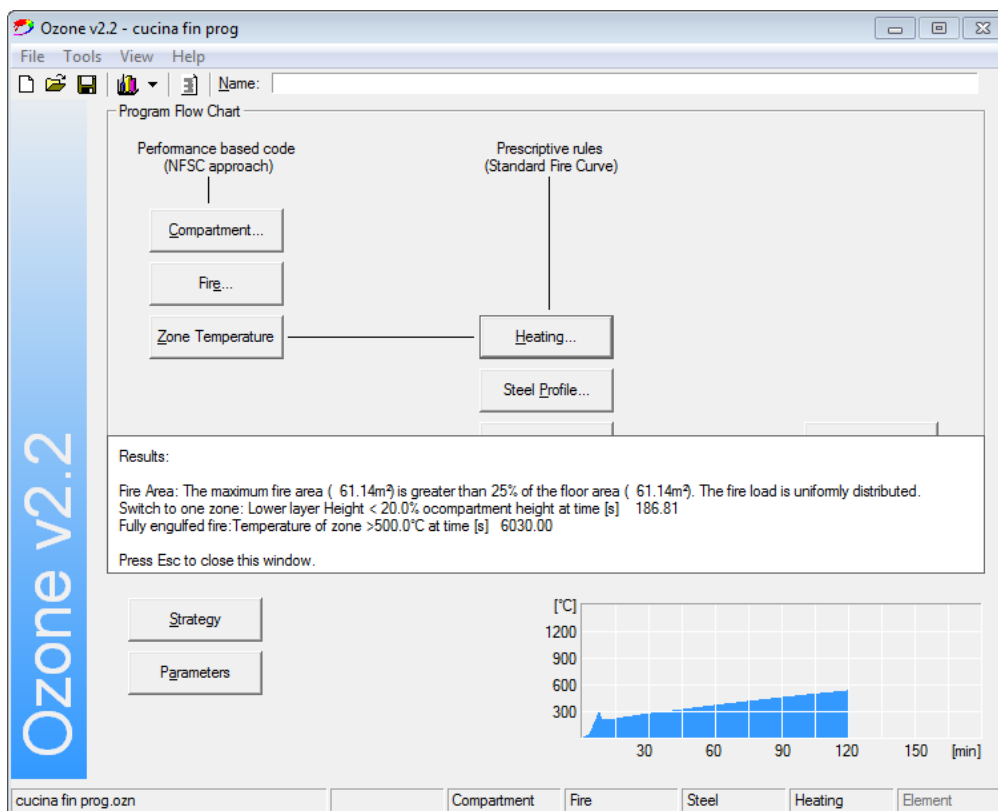 Ozone v2.2 - cucina fin prog
File Tools View Help
Name:
Program Flow Chart
Performance based code
(NFSC approach)
Prescriptive rules
(Standard Fire Curve)
Compartment...
Fire...
Zone Temperature
Heating...
Steel Profile...
Results:
Fire Area: The maximum fire area ( 61.14m²) is greater than 25% of the floor area ( 61.14m²). The fire load is uniformly distributed.
Switch to one zone: Lower layer Height < 20.0% ocompartment height at time [s] 186.81
Fully engulfed fire:Temperature of zone >500.0°C at time [s] 6030.00
Press Esc to close this window.
Strategy
Parameters
[°C]
1200
900
600
300
30 60 90 120 150 [min]
Ozone v2.2
cucina fin prog.ozn
Compartment Fire Steel Heating Element